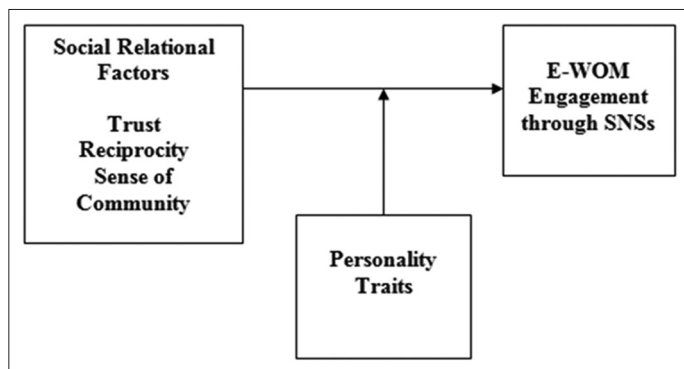 Social Relational
Factors
Trust
Reciprocity
Sense of
Community
E-WOM
Engagement
through SNSs
Personality
Traits